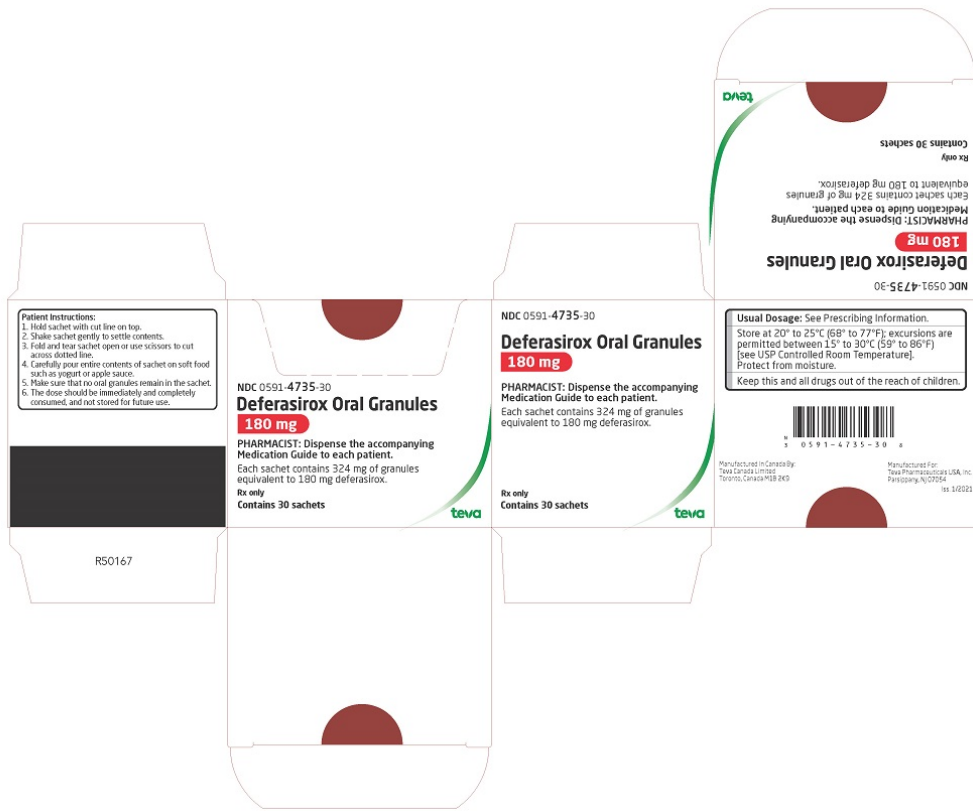 Patient Instructions:
1. Hold sachet with cut line on top.
2. Shake sachet gently to settle contents.
3. Fold and tear sachet open or use scissors to cut
across dotted line.
4. Carefully pour entire contents of sachet on soft food
such as yogurt or apple sauce.
5. Make sure that no oral granules remain in the sachet.
6. The dose should be immediately and completely
consumed, and not stored for future use.
R50167
NDC 0591-4735-30
Deferasirox Oral Granules
180 mg
PHARMACIST: Dispense the accompanying
Medication Guide to each patient.
Each sachet contains 324 mg of granules
equivalent to 180 mg deferasirox.
Rx only
Contains 30 sachets
teva
NDC 0591-4735-30
Deferasirox Oral Granules
180 mg
PHARMACIST: Dispense the accompanying
Medication Guide to each patient.
Each sachet contains 324 mg of granules
equivalent to 180 mg deferasirox.
Rx only
Contains 30 sachets
teva
NDC 0591-4735-30
Deferasirox Oral Granules
180 mg
PHARMACIST: Dispense the accompanying
Medication Guide to each patient.
Each sachet contains 324 mg of granules
equivalent to 180 mg deferasirox.
Rx only
Contains 30 sachets
teva
Usual Dosage: See Prescribing Information.
Store at 20° to 25°C (68° to 77°F); excursions are
permitted between 15° to 30°C (59° to 86°F)
[see USP Controlled Room Temperature].
Protect from moisture.
Keep this and all drugs out of the reach of children.
N
3 0591-4735-30
Manufactured In Canada By:
Teva Canada Limited
Toronto, Canada M1B 2K9
Manufactured For:
Teva Pharmaceuticals USA, Inc.
Parsippany, NJ 07054
Iss. 1/2021